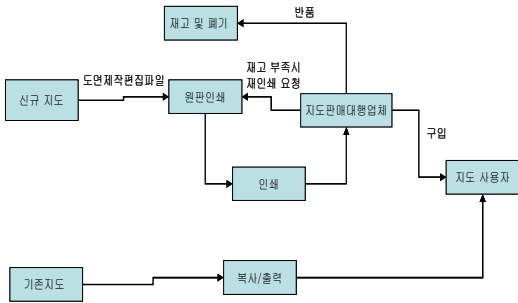 반품
재고 및 폐기
도면제작편집파일
재고 부족시
재인쇄 요청
신규 지도
원판인쇄
지도판매대행업체
구입
인쇄
지도 사용자
기존지도
복사/출력